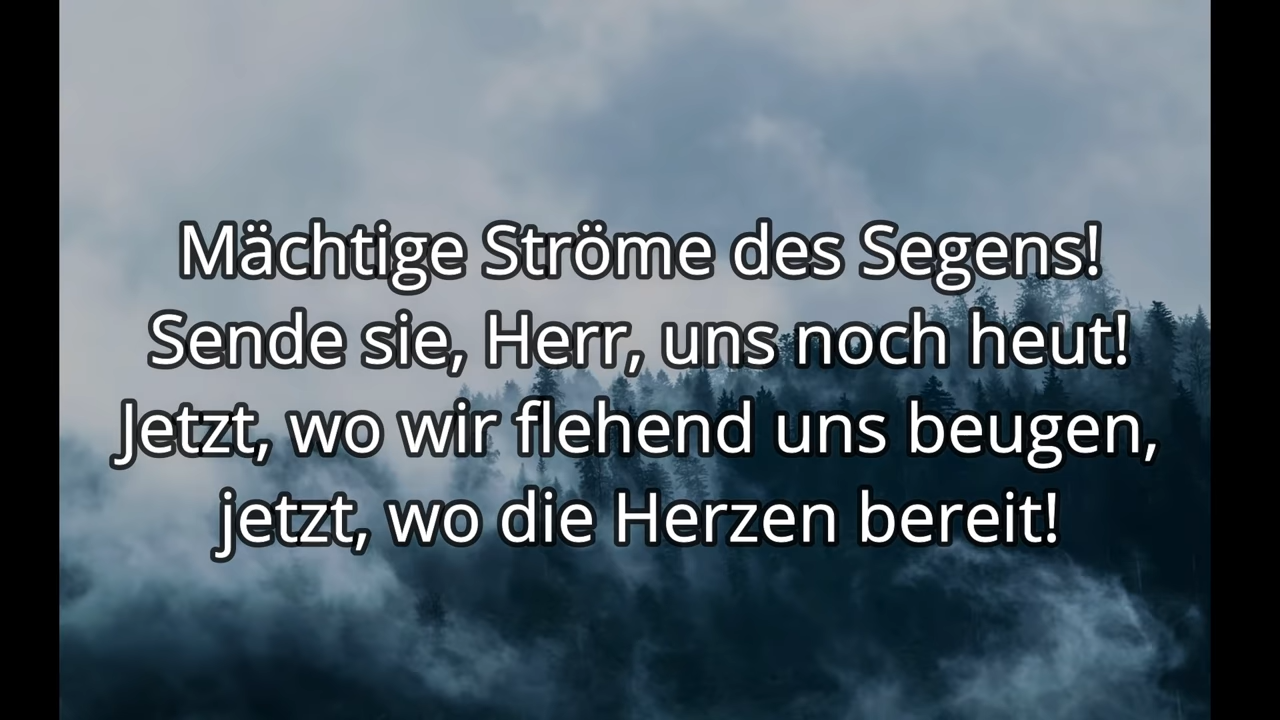 Mächtige Ströme des Segens!
Sende sie, Herr, uns noch heut!
Jetzt, wo wir flehend uns beugen,
jetzt, wo die Herzen bereit!